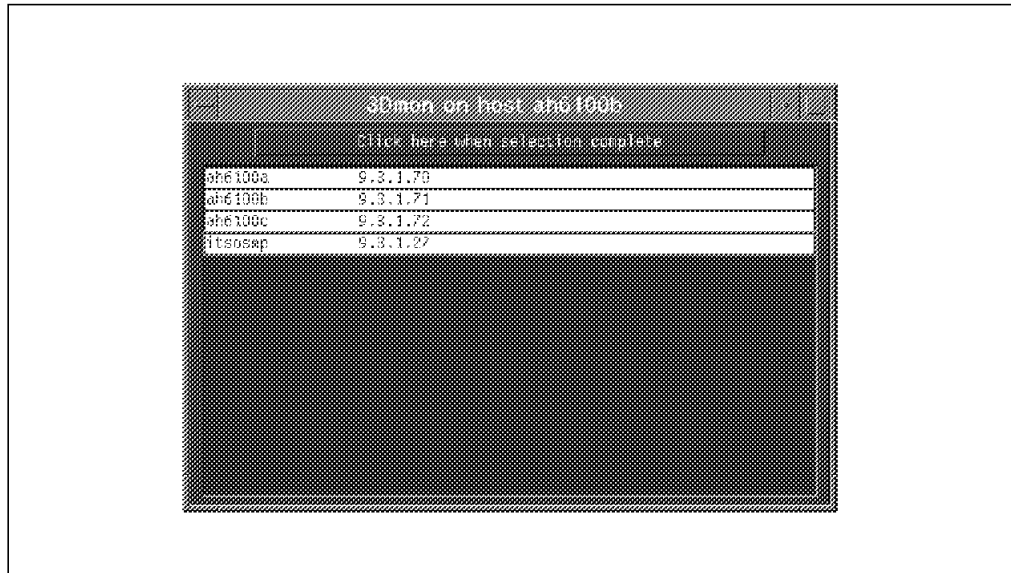 3Dmon on host ah6100b
Click here when selection complete
ah6100a 9.3.1.70
ah6100b 9.3.1.71
ah6100c 9.3.1.72
itsosmp 9.3.1.27